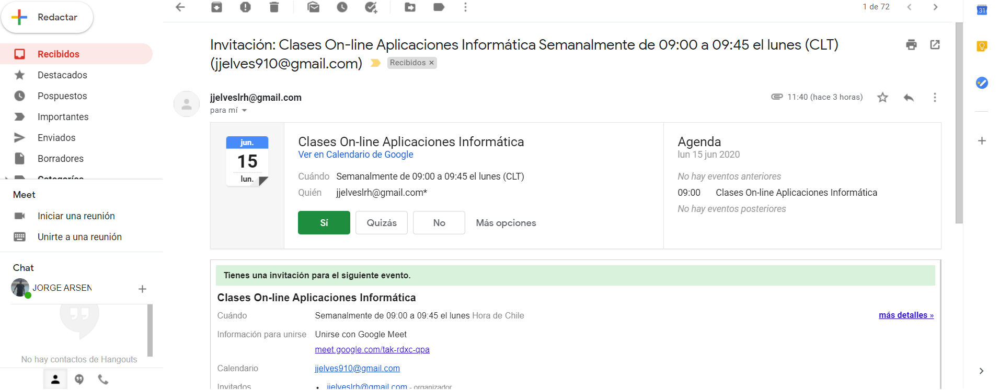 Redactar
1 de 72
31
Recibidos
Destacados
Pospuestos
Importantes
Enviados
Borradores
Categorías
Meet
Iniciar una reunión
Unirte a una reunión
Chat
JORGE ARSEN
No hay contactos de Hangouts
Invitación: Clases On-line Aplicaciones Informática Semanalmente de 09:00 a 09:45 el lunes (CLT)
(jjelves910@gmail.com) Recibidos ×
jjelveslrh@gmail.com
11:40 (hace 3 horas)
para mí
jun.
15
lun.
Clases On-line Aplicaciones Informática
Ver en Calendario de Google
Cuándo Semanalmente de 09:00 a 09:45 el lunes (CLT)
Quién jjelveslrh@gmail.com*
Sí Quizás No Más opciones
Agenda
lun 15 jun 2020
No hay eventos anteriores
09:00 Clases On-line Aplicaciones Informática
No hay eventos posteriores
Tienes una invitación para el siguiente evento.
Clases On-line Aplicaciones Informática
Cuándo Semanalmente de 09:00 a 09:45 el lunes Hora de Chile
más detalles »
Información para unirse Unirse con Google Meet
meet.google.com/tak-rdxc-qpa
Calendario jjelves910@gmail.com
Invitados • jjelveslrh@gmail.com - organizador